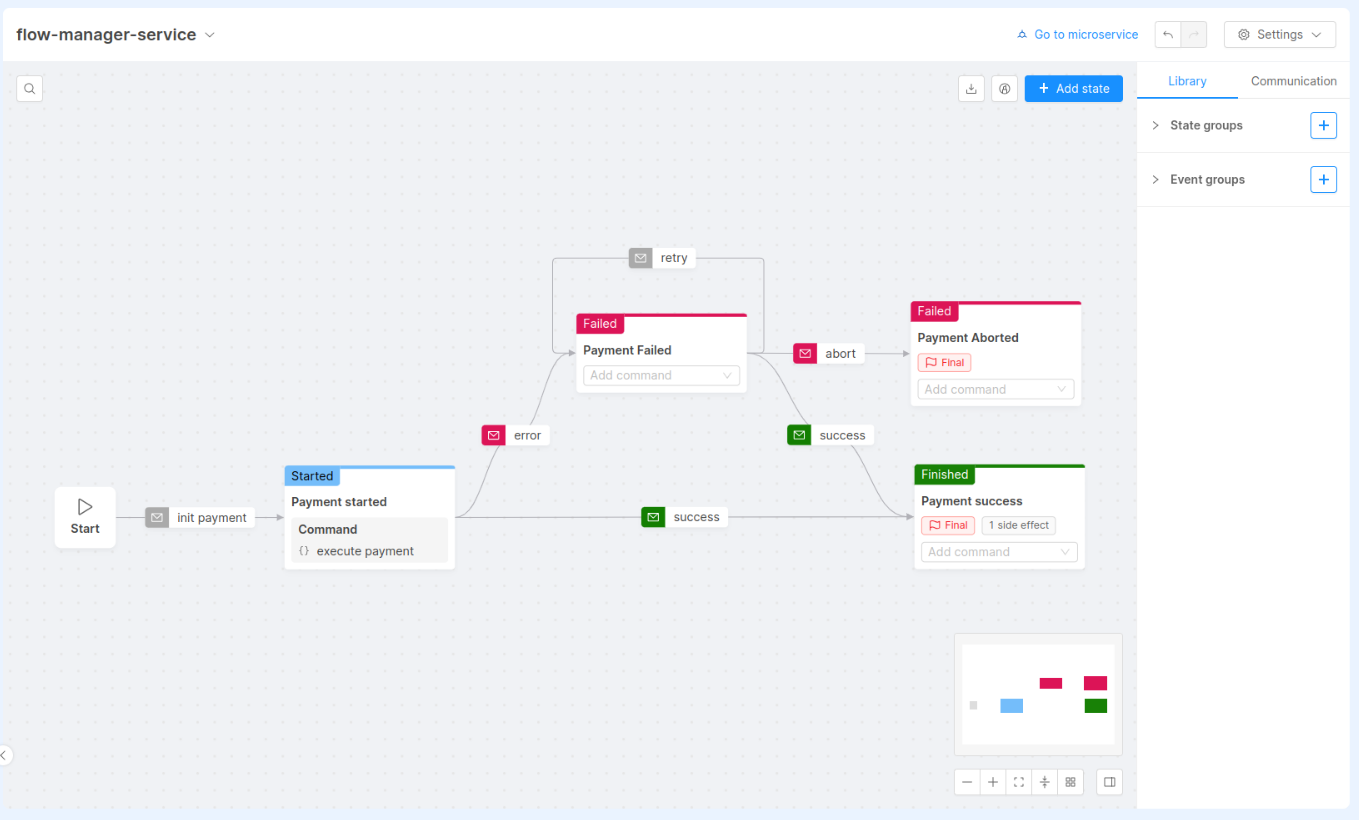 flow-manager-service
Go to microservice
Settings
Add state
Library
Communication
State groups
Event groups
retry
Failed
Payment Failed
Add command
abort
Failed
Payment Aborted
Final
Add command
error
success
Started
Payment started
Command
{} execute payment
Start
init payment
success
Finished
Payment success
Final
1 side effect
Add command